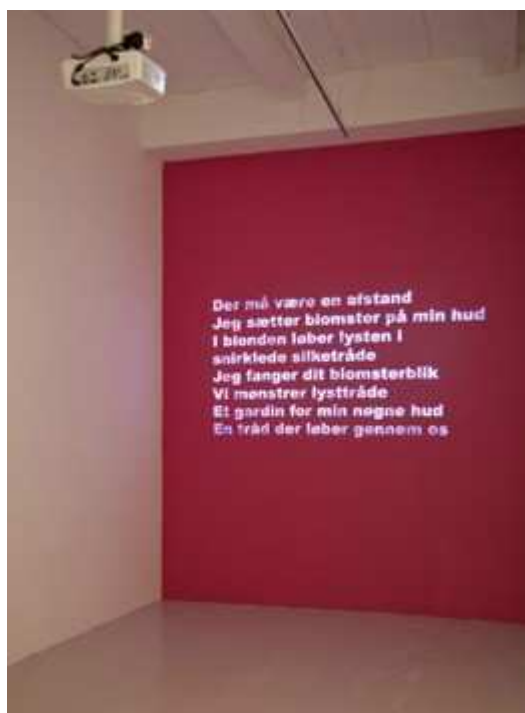 Der må være en afstand
Jeg sætter blomster på min hud
I blonden løber lysten i
snirklede silketråde
Jeg fanger dit blomsterblik
Vi mønstrer lysttråde
Et gardin for min nøgne hud
En tråd der løber gennem os